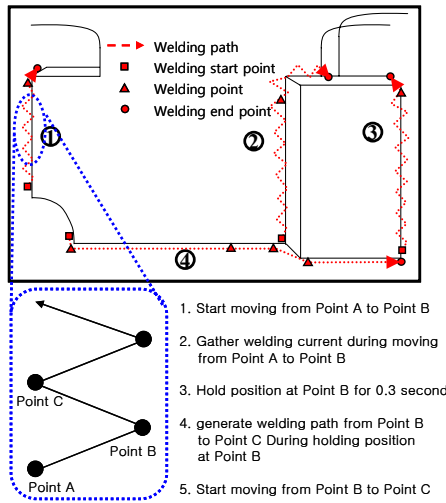 Welding path
Welding start point
Welding point
Welding end point
①
②
③
④
Point C
Point B
Point A
1. Start moving from Point A to Point B
2. Gather welding current during moving
from Point A to Point B
3. Hold position at Point B for 0.3 second
4. generate welding path from Point B
to Point C During holding position
at Point B
5. Start moving from Point B to Point C